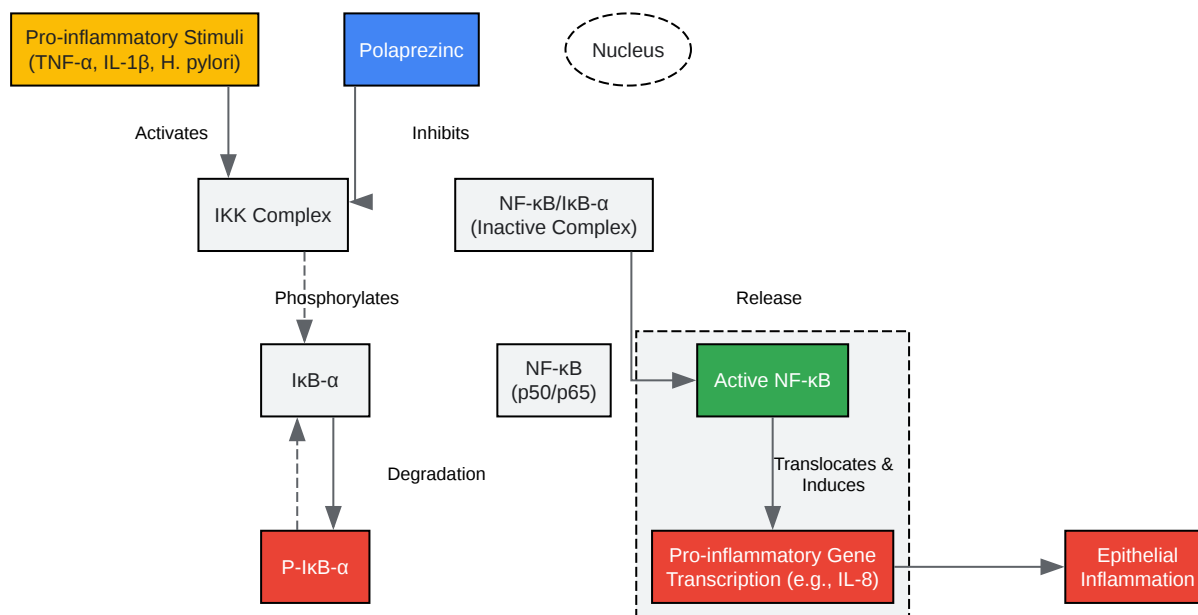 Pro-inflammatory Stimuli
(TNF-α, IL-1β, H. pylori)
Polaprezinc
Nucleus
Activates
Inhibits
IKK Complex
NF-κB/IκB-α
(Inactive Complex)
Phosphorylates
Release
IκB-α
NF-κB
(p50/p65)
Active NF-κB
Degradation
Translocates &
Induces
P-IκB-α
Pro-inflammatory Gene
Transcription (e.g., IL-8)
Epithelial
Inflammation